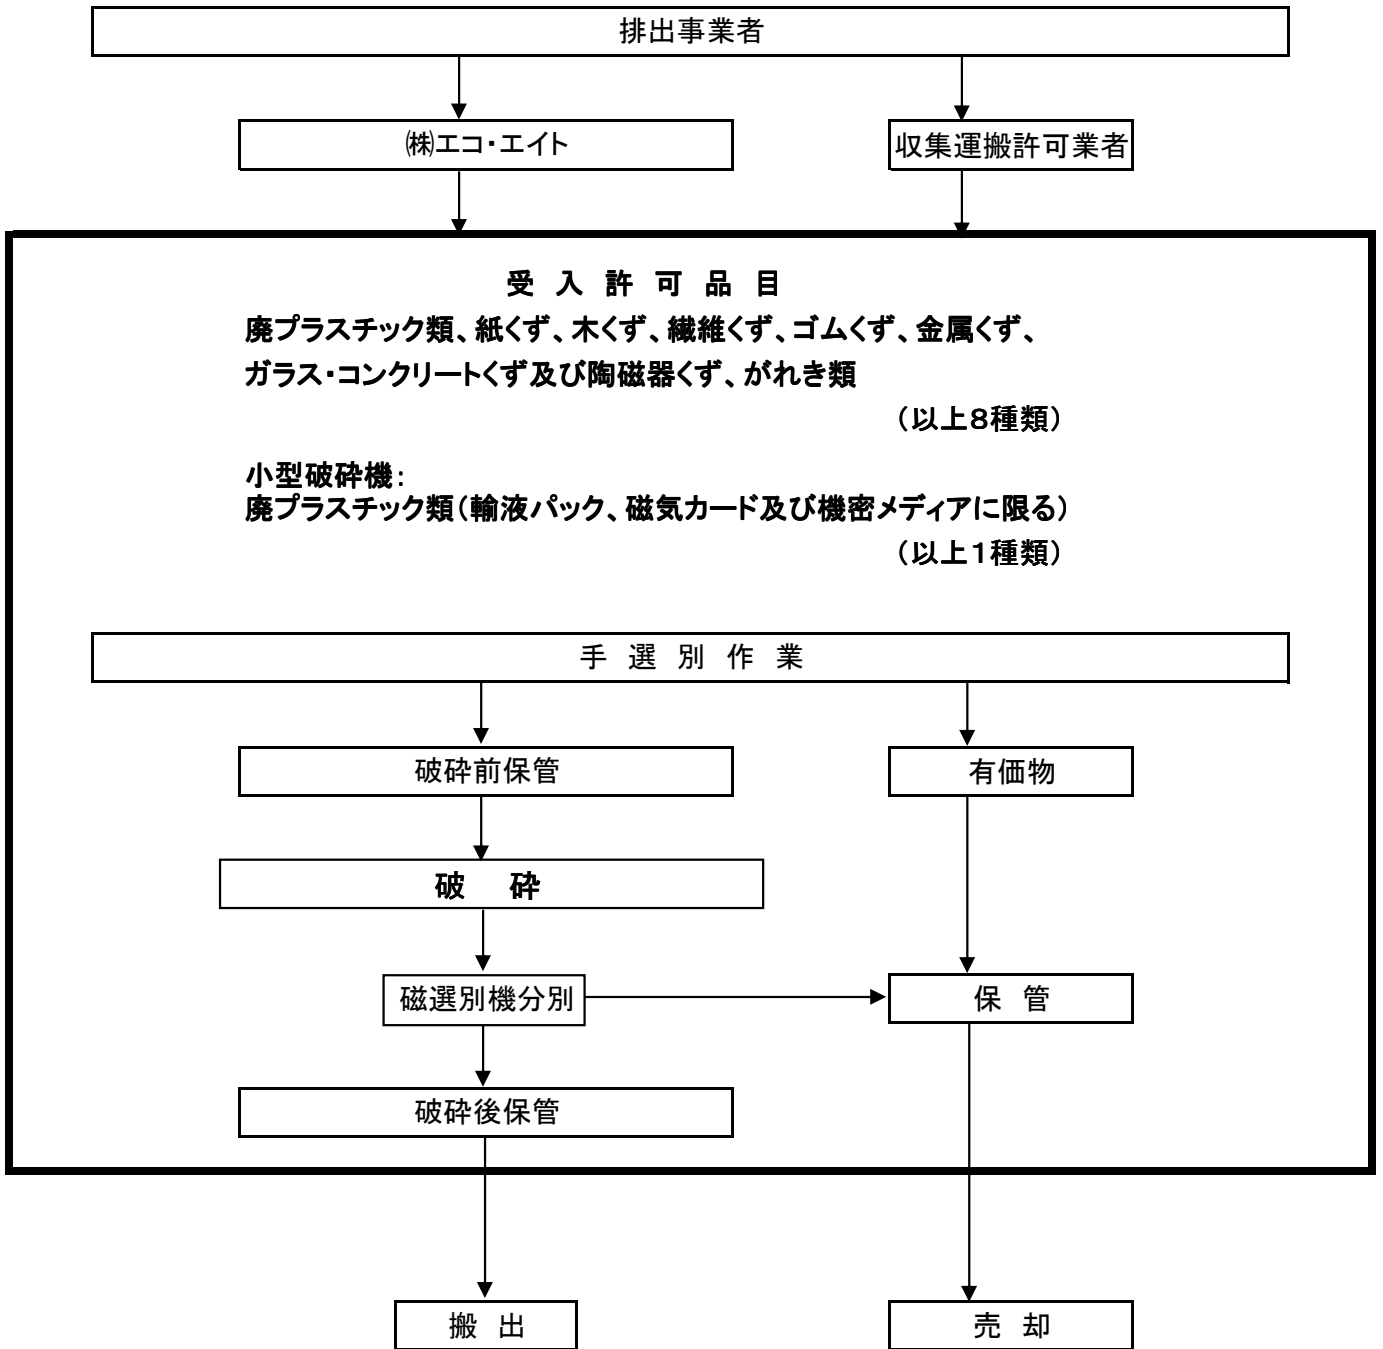 排出事業者
㈱エコ・エイト
収集運搬許可業者
受 入 許 可 品 目
廃プラスチック類、紙くず、木くず、繊維くず、ゴムくず、金属くず、
ガラス・コンクリートくず及び陶磁器くず、がれき類
（以上８種類）
小型破砕機：
廃プラスチック類（輸液パック、磁気カード及び機密メディアに限る）
（以上１種類）
手 選 別 作 業
破砕前保管
有価物
破 砕
磁選別機分別
保 管
破砕後保管
搬 出
売 却